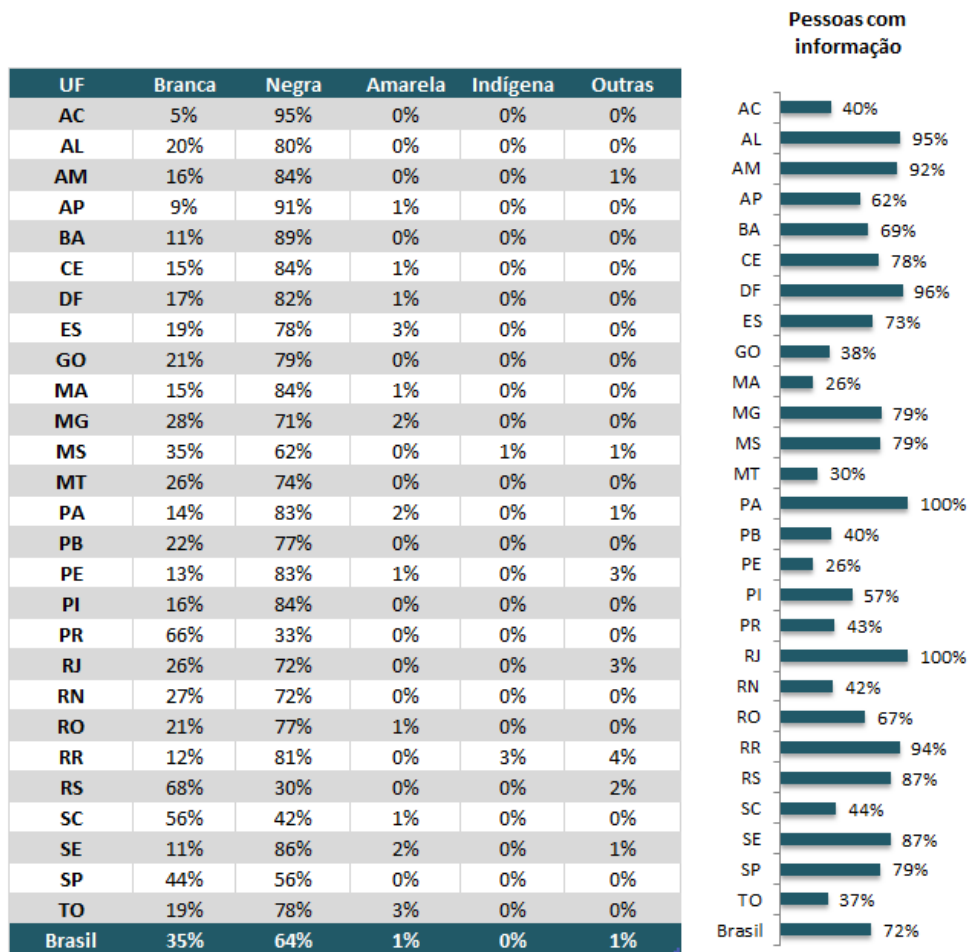 Pessoas com
informação
UF Branca Negra Amarela Indígena Outras
AC 5% 95% 0% 0% 0%
AL 20% 80% 0% 0% 0%
AM 16% 84% 0% 0% 1%
AP 9% 91% 1% 0% 0%
BA 11% 89% 0% 0% 0%
CE 15% 84% 1% 0% 0%
DF 17% 82% 1% 0% 0%
ES 19% 78% 3% 0% 0%
GO 21% 79% 0% 0% 0%
MA 15% 84% 1% 0% 0%
MG 28% 71% 2% 0% 0%
MS 35% 62% 0% 1% 1%
MT 26% 74% 0% 0% 0%
PA 14% 83% 2% 0% 1%
PB 22% 77% 0% 0% 0%
PE 13% 83% 1% 0% 3%
PI 16% 84% 0% 0% 0%
PR 66% 33% 0% 0% 0%
RJ 26% 72% 0% 0% 3%
RN 27% 72% 0% 0% 0%
RO 21% 77% 1% 0% 0%
RR 12% 81% 0% 3% 4%
RS 68% 30% 0% 0% 2%
SC 56% 42% 1% 0% 0%
SE 11% 86% 2% 0% 1%
SP 44% 56% 0% 0% 0%
TO 19% 78% 3% 0% 0%
Brasil 35% 64% 1% 0% 1%
AC 40%
AL 95%
AM 92%
AP 62%
BA 69%
CE 78%
DF 96%
ES 73%
GO 38%
MA 26%
MG 79%
MS 79%
MT 30%
PA 100%
PB 40%
PE 26%
PI 57%
PR 43%
RJ 100%
RN 42%
RO 67%
RR 94%
RS 87%
SC 44%
SE 87%
SP 79%
TO 37%
Brasil 72%